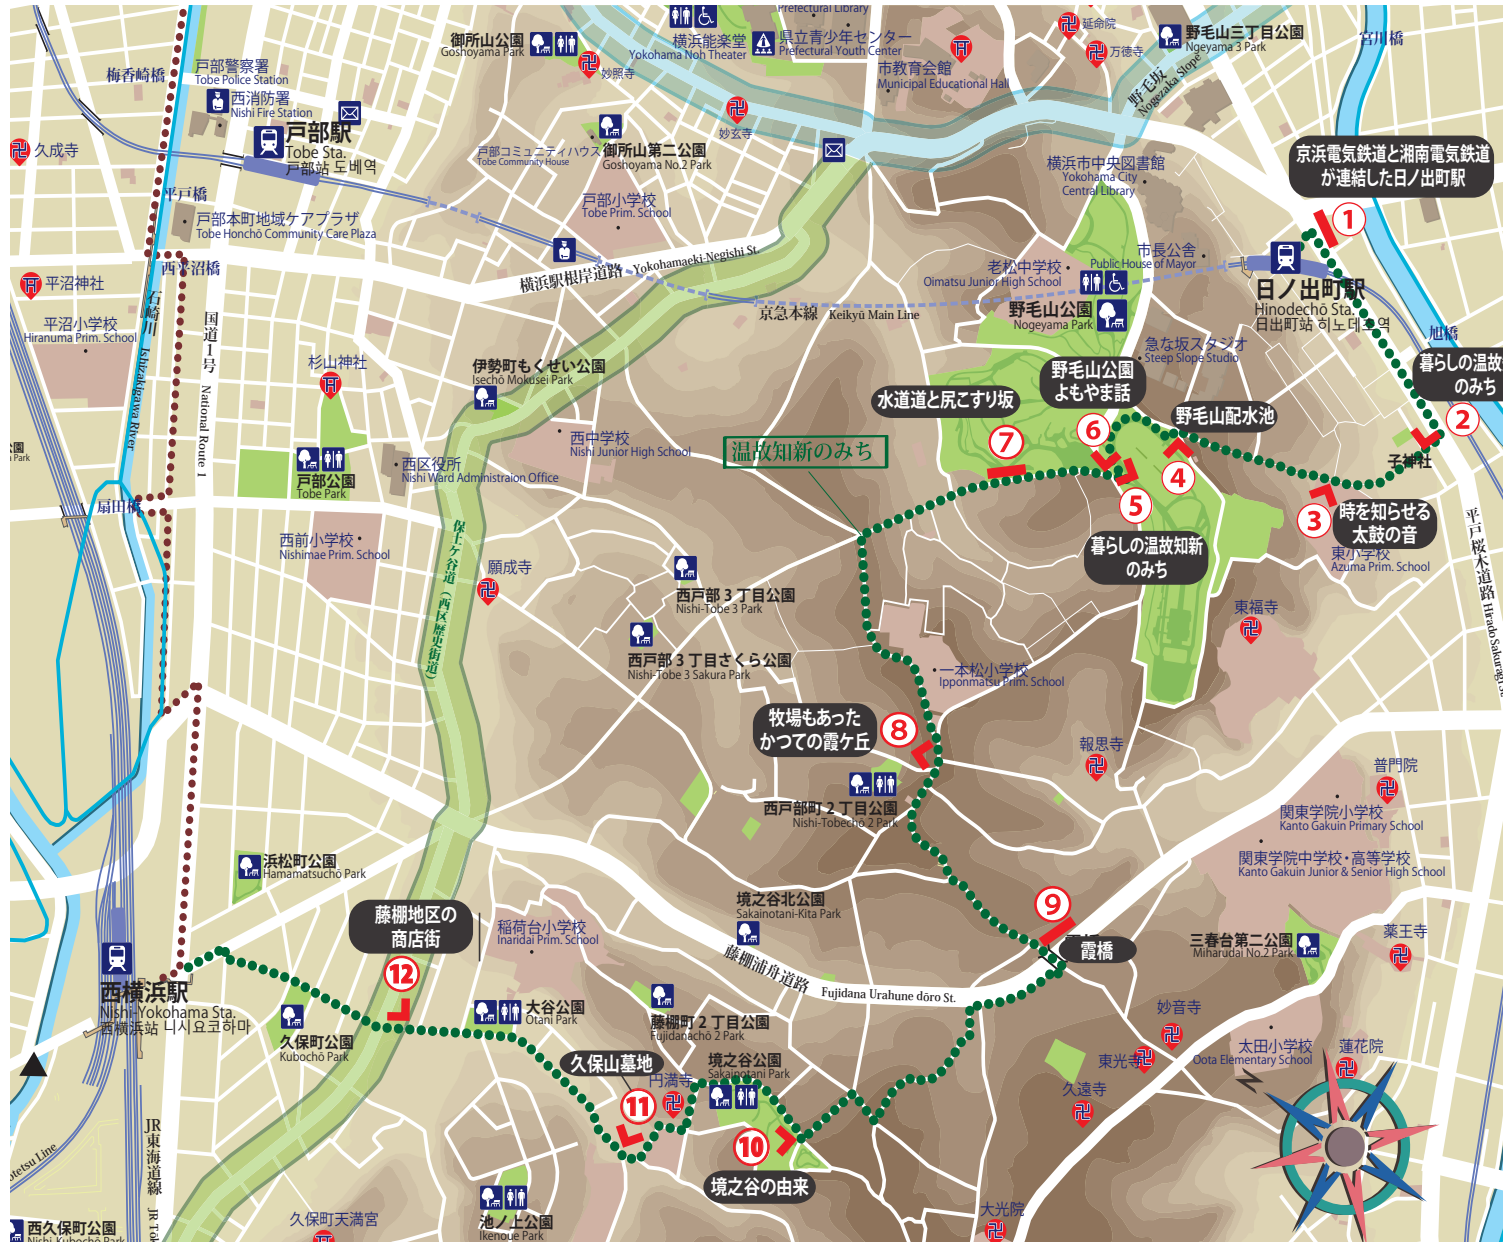 Prefectural Library
梅香崎橋
戸部警察署
Tobe Police Station
西消防署
Nishi Fire Station
戸部駅
Tobe Sta.
戸部站 도베역
久成寺
御所山公園
Goshoyama Park
妙照寺
横浜能楽堂
Yokohama Noh Theater
県立青少年センター
Prefectural Youth Center
市教育会館
Municipal Educational Hall
延命院
万徳寺
野毛山三丁目公園
Nogeyama 3 Park
宮川橋
野毛坂
Nogezaka Slope
妙玄寺
戸部コミュニティハウス
Tobe Community House
御所山第二公園
Goshoyama No.2 Park
戸部小学校
Tobe Prim. School
横浜市中央図書館
Yokohama City
Central Library
京浜電気鉄道と湘南電気鉄道
が連結した日ノ出町駅
1
平戸橋
戸部本町地域ケアプラザ
Tobe Honchō Community Care Plaza
西平沼橋
平沼神社
平沼小学校
Hiranuma Prim. School
石崎川
Ishizakigawa River
国道1号
National Route 1
横浜駅根岸道路
Yokohamaeki-Negishi St.
京急本線 Keikyū Main Line
市長公舎
Public House of Mayor
老松中学校
Oimatsu Junior High School
野毛山公園
Nogeyama Park
日ノ出町駅
Hinodechō Sta.
日出町站 히노데초역
旭橋
急な坂スタジオ
Steep Slope Studio
暮らしの温故
のみち
2
子神社
野毛山公園
よもやま話
6
野毛山配水池
4
水道道と尻こすり坂
7
5
暮らしの温故知新
のみち
3
時を知らせる
太鼓の音
東小学校
Azuma Prim. School
平戸桜木道路
Hirado Sakuragi St.
杉山神社
伊勢町もくせい公園
Isechō Mokusei Park
西中学校
Nishi Junior High School
温故知新のみち
西区役所
Nishi Ward Administraion Office
戸部公園
Tobe Park
扇田橋
西前小学校
Nishimae Prim. School
保土ケ谷道（西区歴史街道）
願成寺
西戸部3丁目公園
Nishi-Tobe 3 Park
西戸部3丁目さくら公園
Nishi-Tobe 3 Sakura Park
一本松小学校
Ipponmatsu Prim. School
東福寺
牧場もあった
かつての霞ケ丘
8
西戸部町2丁目公園
Nishi-Tobechō 2 Park
報恩寺
普門院
関東学院小学校
Kanto Gakuin Primary School
関東学院中学校・高等学校
Kanto Gakuin Junior & Senior High School
浜松町公園
Hamamatsuchō Park
藤棚地区の
商店街
12
稲荷台小学校
Inaridai Prim. School
境之谷北公園
Sakainotani-Kita Park
藤棚浦舟道路
Fujidana Urahune dōro St.
9
霞橋
三春台第二公園
Miharudai No.2 Park
薬王寺
西横浜駅
Nishi-Yokohama Sta.
西横浜站 니시요코하마
久保町公園
Kubochō Park
大谷公園
Otani Park
藤棚町2丁目公園
Fujidanachō 2 Park
久保山墓地
11
円満寺
境之谷公園
Sakainotani Park
10
境之谷の由来
妙音寺
東光寺
久遠寺
太田小学校
Oota Elementary School
蓮花院
JR東海道線
otetsu Line
西久保町公園
Nishi-Kubochō Park
久保町天満宮
池ノ上公園
Ikenoue Park
大光院